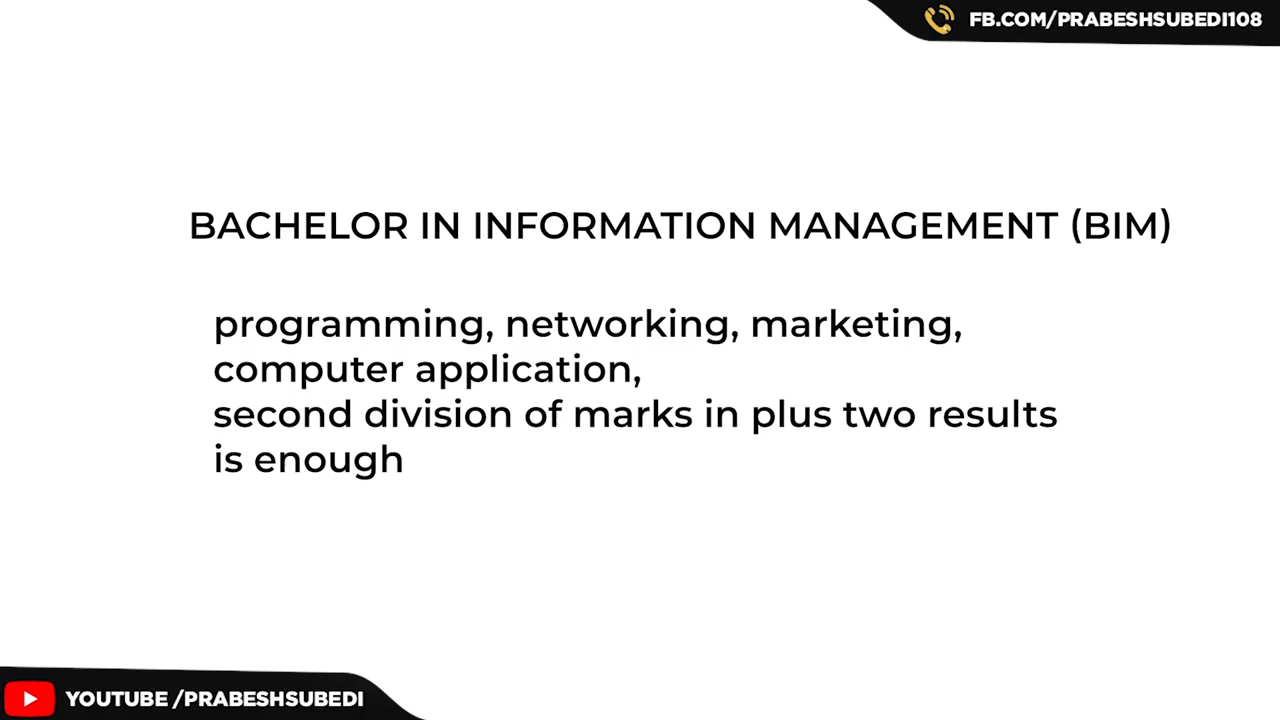 FB.COM/PRABESHSUBEDI108
BACHELOR IN INFORMATION MANAGEMENT (BIM)
programming, networking, marketing,
computer application,
second division of marks in plus two results
is enough
YOUTUBE /PRABESHSUBEDI